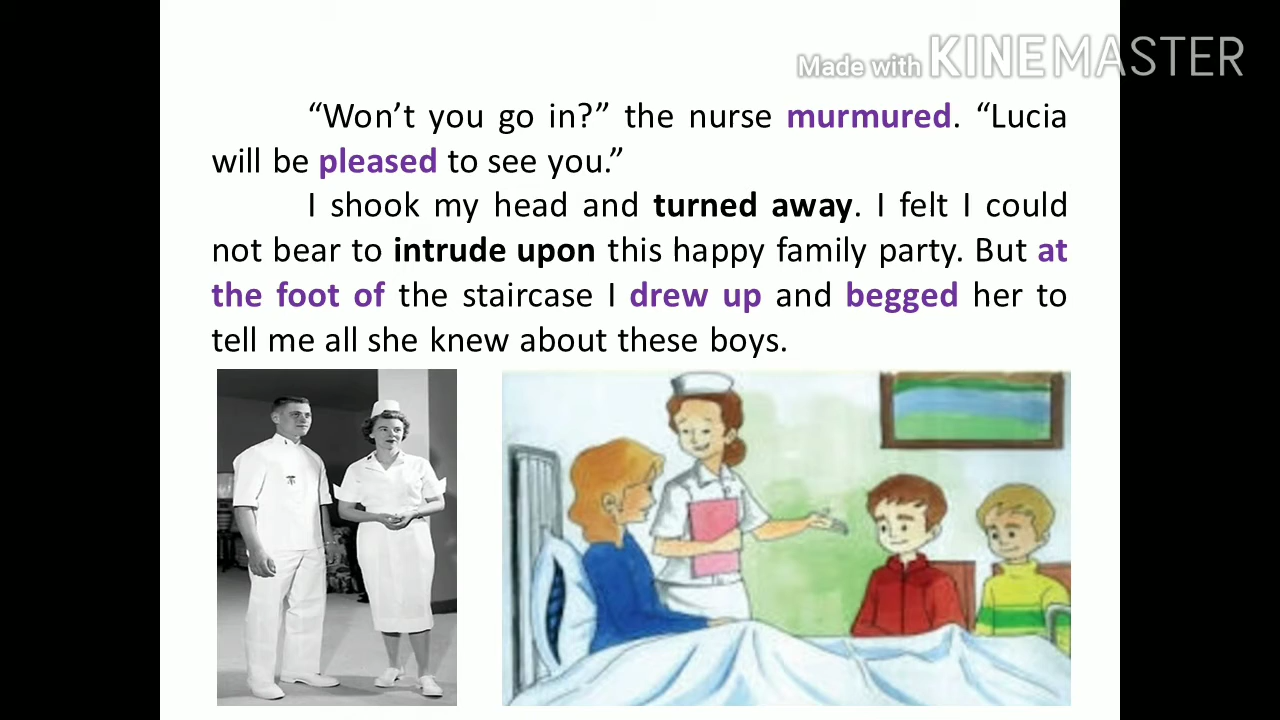 Made with KINEMASTER
“Won’t you go in?” the nurse murmured. “Lucia
will be pleased to see you.”
I shook my head and turned away. I felt I could
not bear to intrude upon this happy family party. But at
the foot of the staircase I drew up and begged her to
tell me all she knew about these boys.